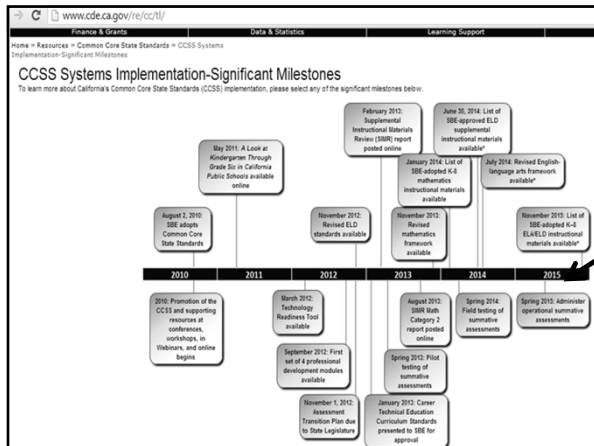 www.cde.ca.gov/re/cc/tl/
Finance & Grants
Data & Statistics
Learning Support
Home » Resources » Common Core State Standards » CCSS Systems
Implementation-Significant Milestones
CCSS Systems Implementation-Significant Milestones
To learn more about California's Common Core State Standards (CCSS) implementation, please select any of the significant milestones below.
February 2013:
Supplemental
Instructional Materials
Review (SIMR) report
posted online
June 30, 2014: List of
SBE-approved ELD
supplemental
instructional materials
available*
May 2011: A Look at
Kindergarten Through
Grade Six in California
Public Schools available
online
January 2014: List of
SBE-adopted K-8
mathematics
instructional materials
available
July 2014: Revised English-
language arts framework
available*
August 2, 2010:
SBE adopts
Common Core
State Standards
November 2012:
Revised ELD
standards available
November 2013:
Revised
mathematics
framework available
November 2015: List of
SBE-adopted K–8
ELA/ELD instructional
materials available*
2010
2011
2012
2013
2014
2015
2010: Promotion of the
CCSS and supporting
resources at
conferences,
workshops, in
Webinars, and online
begins
March 2012:
Technology
Readiness Tool
available
August 2013:
SIMR Math
Category 2
report posted
online
Spring 2014:
Field testing of
summative
assessments
Spring 2015: Administer
operational summative
assessments
September 2012: First
set of 4 professional
development modules
available
Spring 2013: Pilot
testing of
summative
assessments
November 1, 2012:
Assessment
Transition Plan due
to State Legislature
January 2013: Career
Technical Education
Curriculum Standards
presented to SBE for
approval